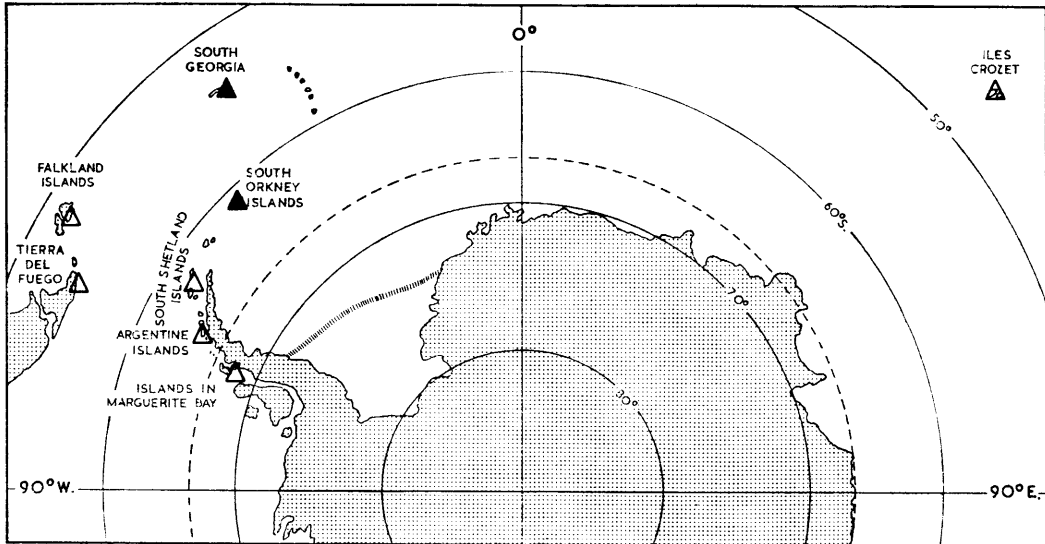 0°
SOUTH
GEORGIA
ILES
CROZET
50°
FALKLAND
ISLANDS
SOUTH
ORKNEY
ISLANDS
60°S.
TIERRA
DEL
FUEGO
SOUTH SHETLAND
ISLANDS
70°
ARGENTINE
ISLANDS
ISLANDS IN
MARGUERITE BAY
80°
90°W.
90°E.